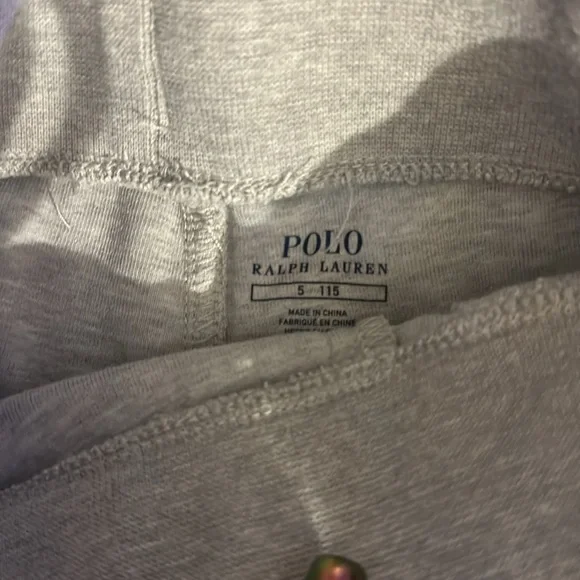 POLO
RALPH LAUREN
5 115
MADE IN CHINA
FABRIQUÉ EN CHINE